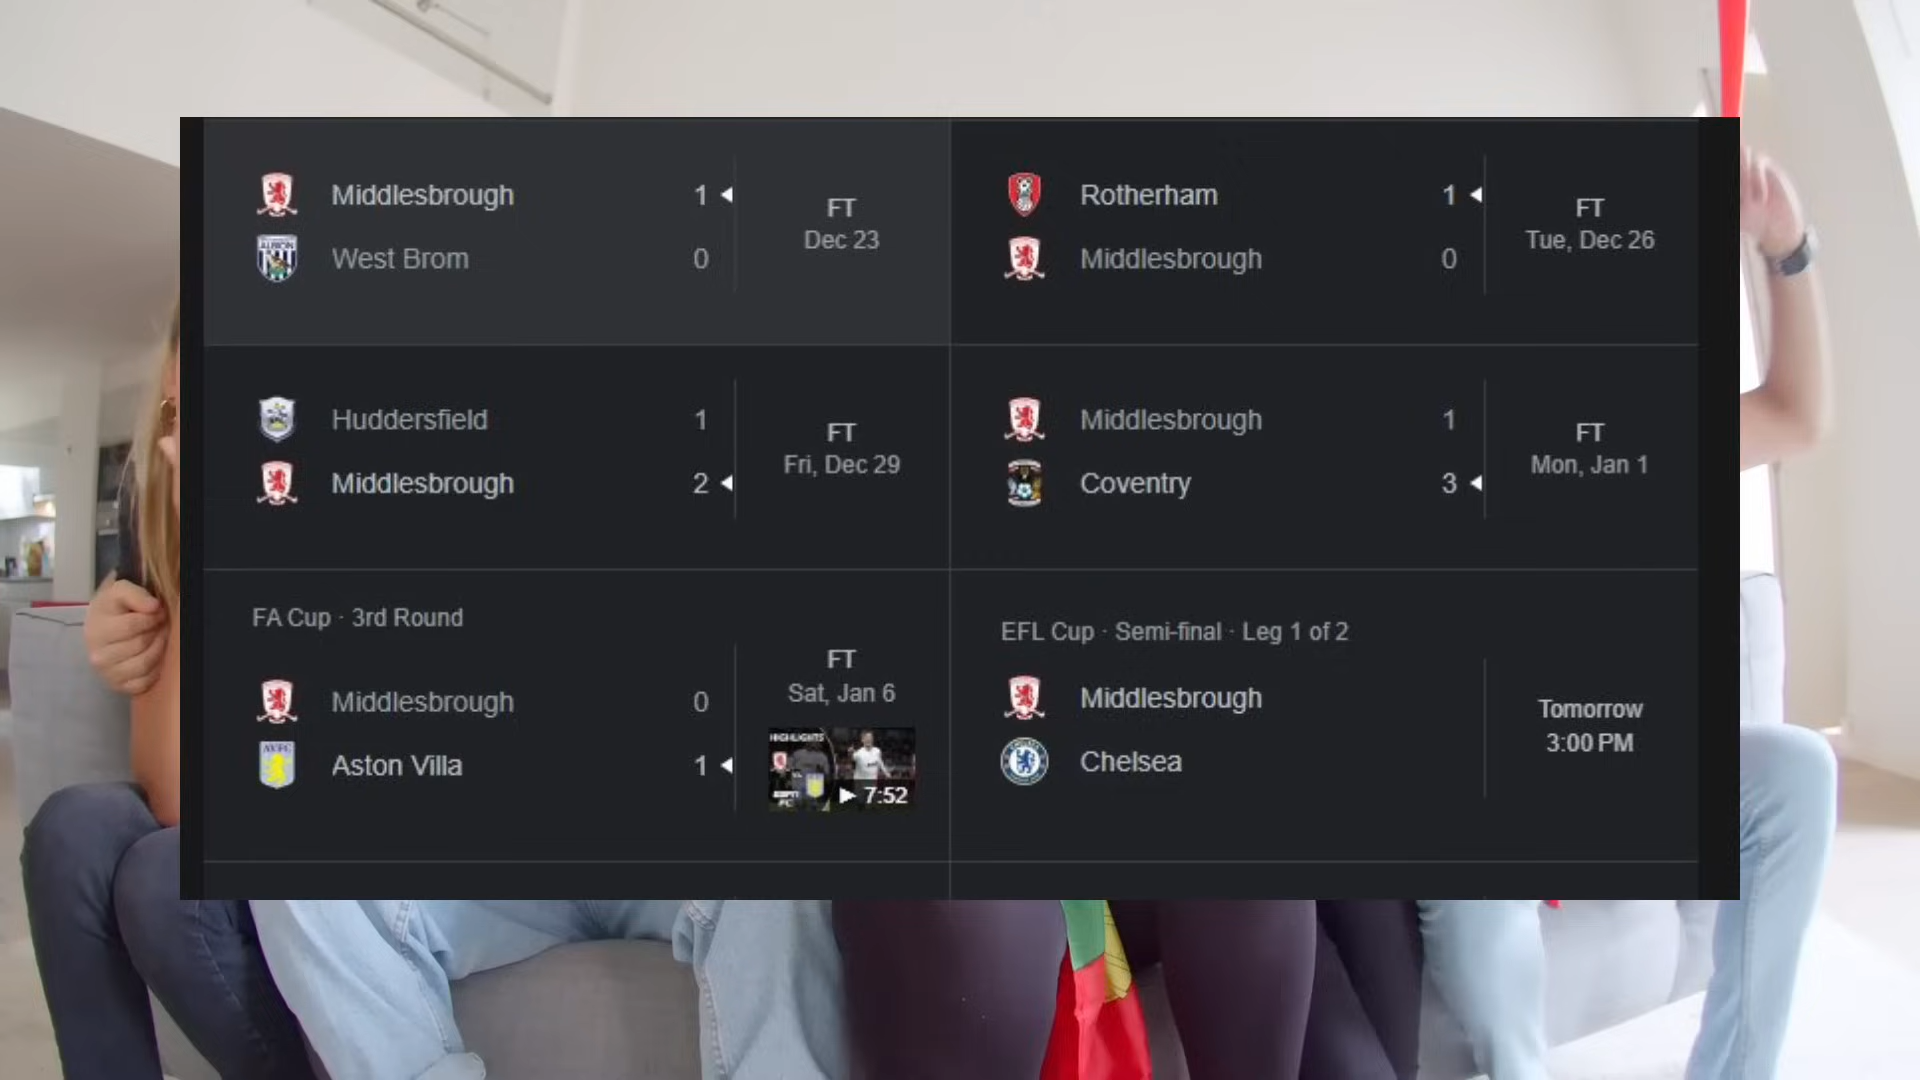 Middlesbrough 1
West Brom 0
FT
Dec 23
Rotherham 1
Middlesbrough 0
FT
Tue, Dec 26
Huddersfield 1
Middlesbrough 2
FT
Fri, Dec 29
Middlesbrough 1
Coventry 3
FT
Mon, Jan 1
FA Cup · 3rd Round
Middlesbrough 0
Aston Villa 1
FT
Sat, Jan 6
HIGHLIGHTS
ESPN
FC
7:52
EFL Cup · Semi-final · Leg 1 of 2
Middlesbrough
Chelsea
Tomorrow
3:00 PM